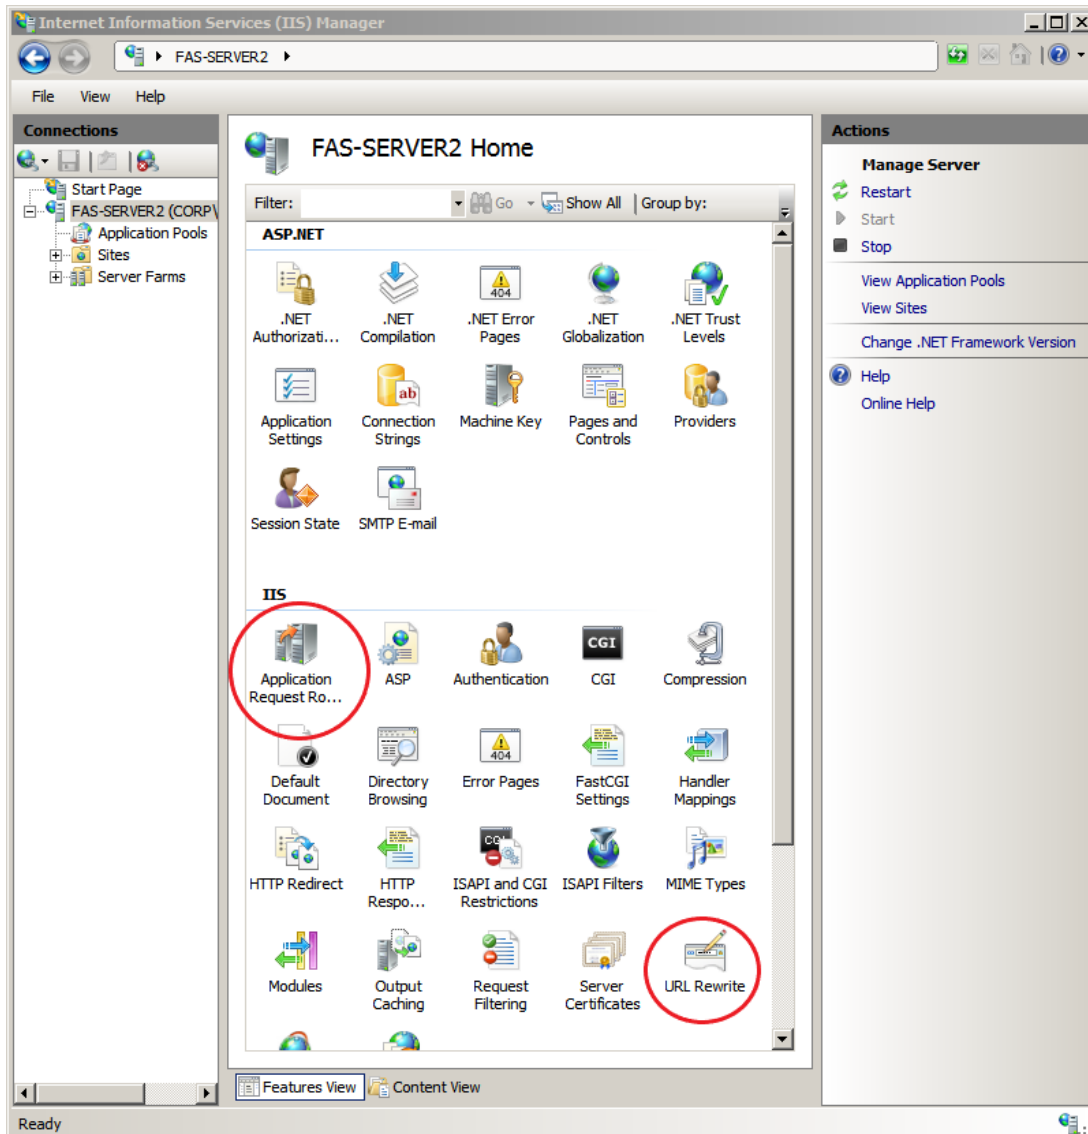 Internet Information Services (IIS) Manager
FAS-SERVER2
File View Help
Connections
Start Page
FAS-SERVER2 (CORP\
Application Pools
Sites
Server Farms
FAS-SERVER2 Home
Filter: Go Show All Group by:
ASP.NET
.NET Authorizati...
.NET Compilation
404
.NET Error Pages
.NET Globalization
.NET Trust Levels
Application Settings
ab
Connection Strings
Machine Key
Pages and Controls
Providers
Session State
SMTP E-mail
IIS
Application Request Ro...
ASP
Authentication
CGI
CGI
Compression
Default Document
Directory Browsing
404
Error Pages
FastCGI Settings
Handler Mappings
HTTP Redirect
HTTP Respo...
CGI
ISAPI and CGI Restrictions
ISAPI Filters
MIME Types
Modules
Output Caching
Request Filtering
Server Certificates
URL Rewrite
Features View
Content View
Actions
Manage Server
Restart
Start
Stop
View Application Pools
View Sites
Change .NET Framework Version
Help
Online Help
Ready